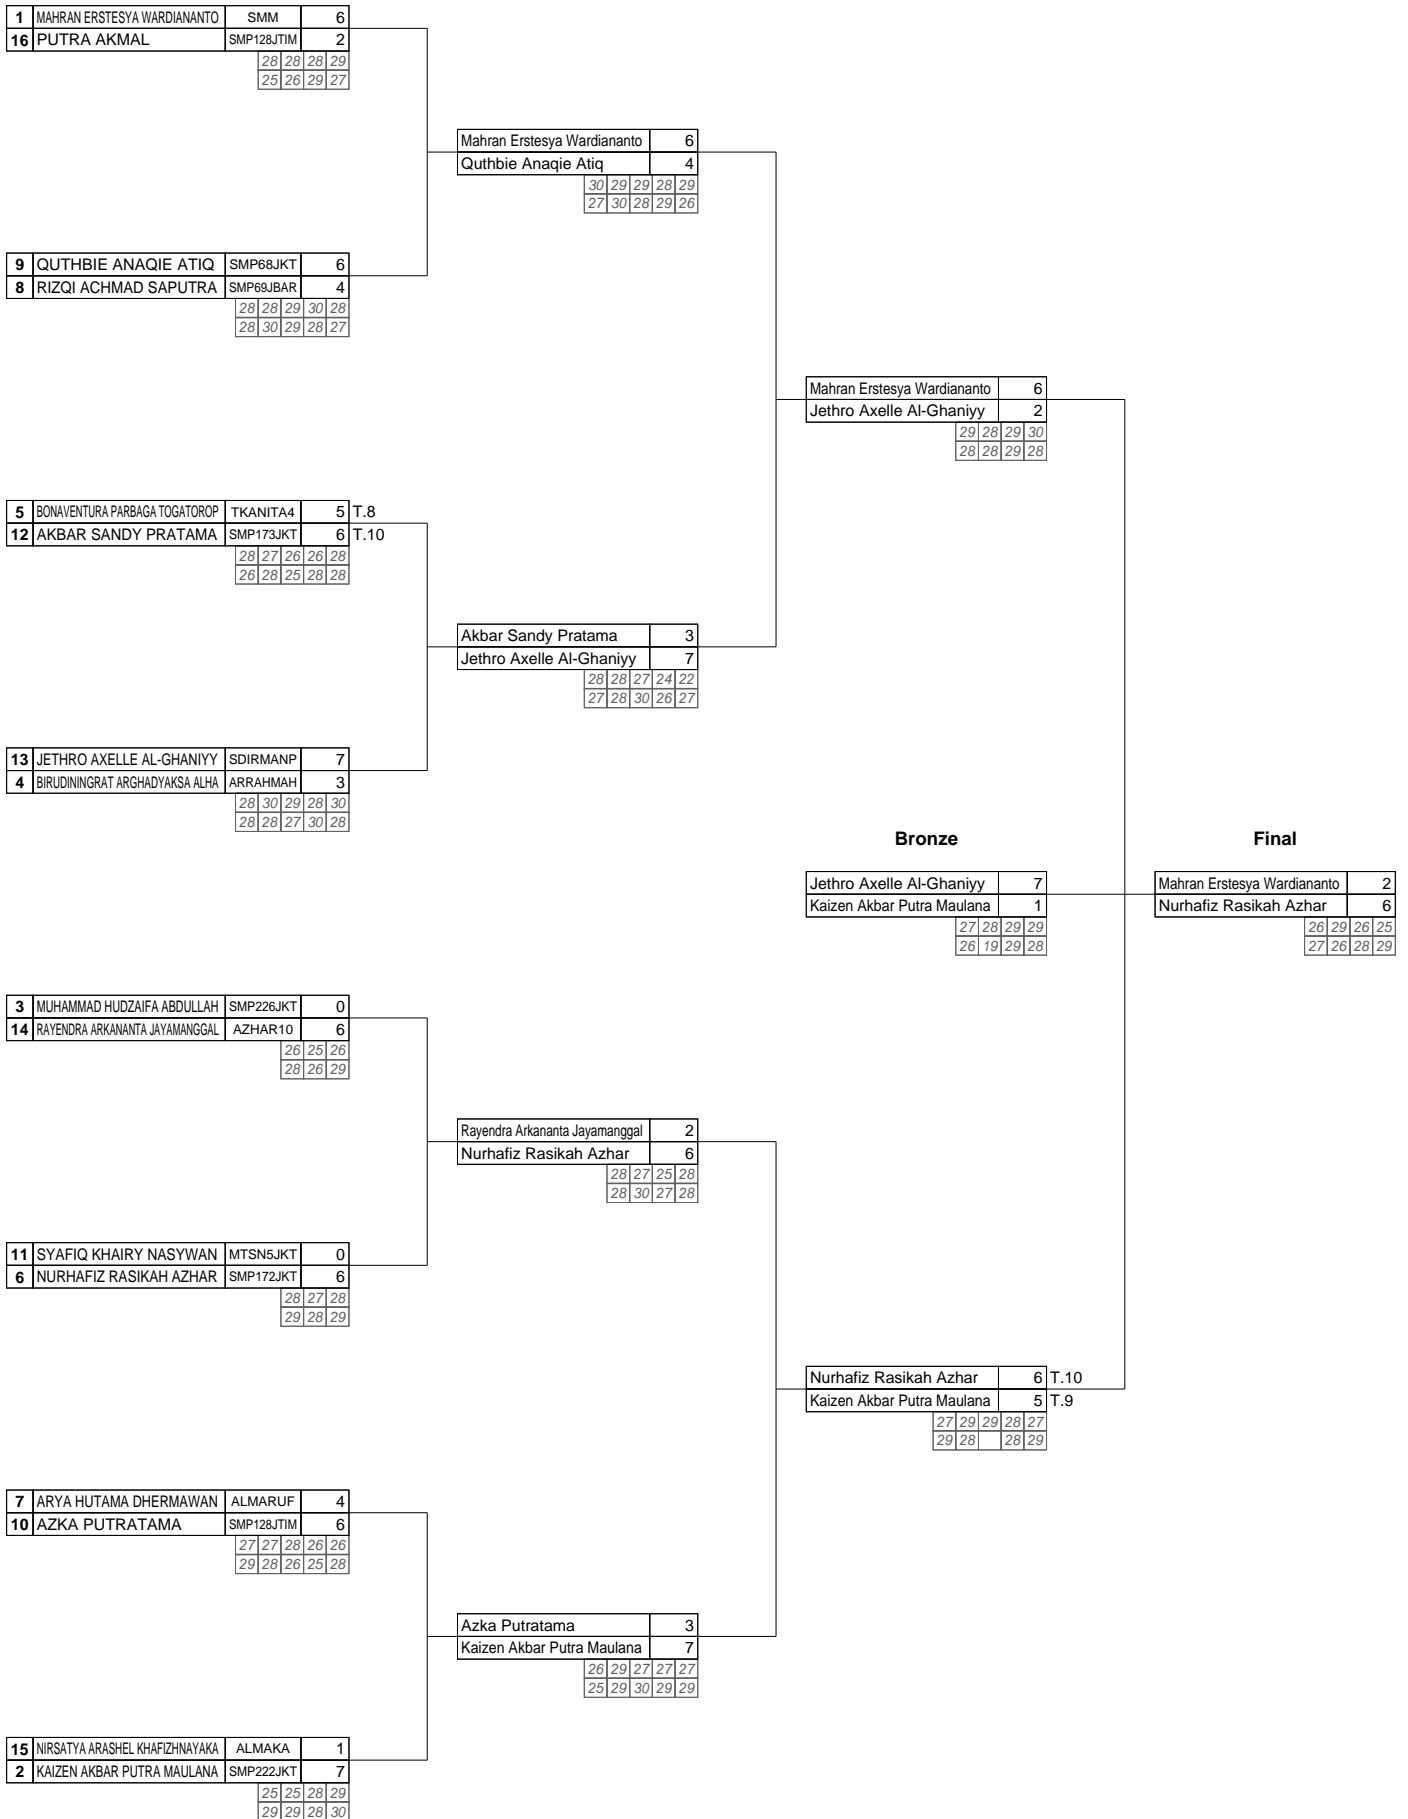 1 MAHRAN ERSTESYA WARDIANANTO SMM 6
16 PUTRA AKMAL SMP128JTIM 2
28 28 28 29
25 26 29 27
Mahran Erstesya Wardiananto 6
Quthbie Anaqie Atiq 4
30 29 29 28 29
27 30 28 29 26
9 QUTHBIE ANAQIE ATIQ SMP68JKT 6
8 RIZQI ACHMAD SAPUTRA SMP69JBAR 4
28 28 29 30 28
28 30 29 28 27
Mahran Erstesya Wardiananto 6
Jethro Axelle Al-Ghaniyy 2
29 28 29 30
28 28 29 28
5 BONAVENTURA PARBAGA TOGATOROP TKANITA4 5 T.8
12 AKBAR SANDY PRATAMA SMP173JKT 6 T.10
28 27 26 26 28
26 28 25 28 28
Akbar Sandy Pratama 3
Jethro Axelle Al-Ghaniyy 7
28 28 27 24 22
27 28 30 26 27
13 JETHRO AXELLE AL-GHANIYY SDIRMANP 7
4 BIRUDININGRAT ARGHADYAKSA ALHA ARRAHMAH 3
28 30 29 28 30
28 28 27 30 28
Bronze
Final
Jethro Axelle Al-Ghaniyy 7
Kaizen Akbar Putra Maulana 1
27 28 29 29
26 19 29 28
Mahran Erstesya Wardiananto 2
Nurhafiz Rasikah Azhar 6
26 29 26 25
27 26 28 29
3 MUHAMMAD HUDZAIFA ABDULLAH SMP226JKT 0
14 RAYENDRA ARKANANTA JAYAMANGGAL AZHAR10 6
26 25 26
28 26 29
Rayendra Arkananta Jayamanggal 2
Nurhafiz Rasikah Azhar 6
28 27 25 28
28 30 27 28
11 SYAFIQ KHAIRY NASYWAN MTSN5JKT 0
6 NURHAFIZ RASIKAH AZHAR SMP172JKT 6
28 27 28
29 28 29
Nurhafiz Rasikah Azhar 6 T.10
Kaizen Akbar Putra Maulana 5 T.9
27 29 29 28 27
29 28 28 29
7 ARYA HUTAMA DHERMAWAN ALMARUF 4
10 AZKA PUTRATAMA SMP128JTIM 6
27 27 28 26 26
29 28 26 25 28
Azka Putratama 3
Kaizen Akbar Putra Maulana 7
26 29 27 27 27
25 29 30 29 29
15 NIRSATYA ARASHEL KHAFIZHNAYAKA ALMAKA 1
2 KAIZEN AKBAR PUTRA MAULANA SMP222JKT 7
25 25 28 29
29 29 28 30